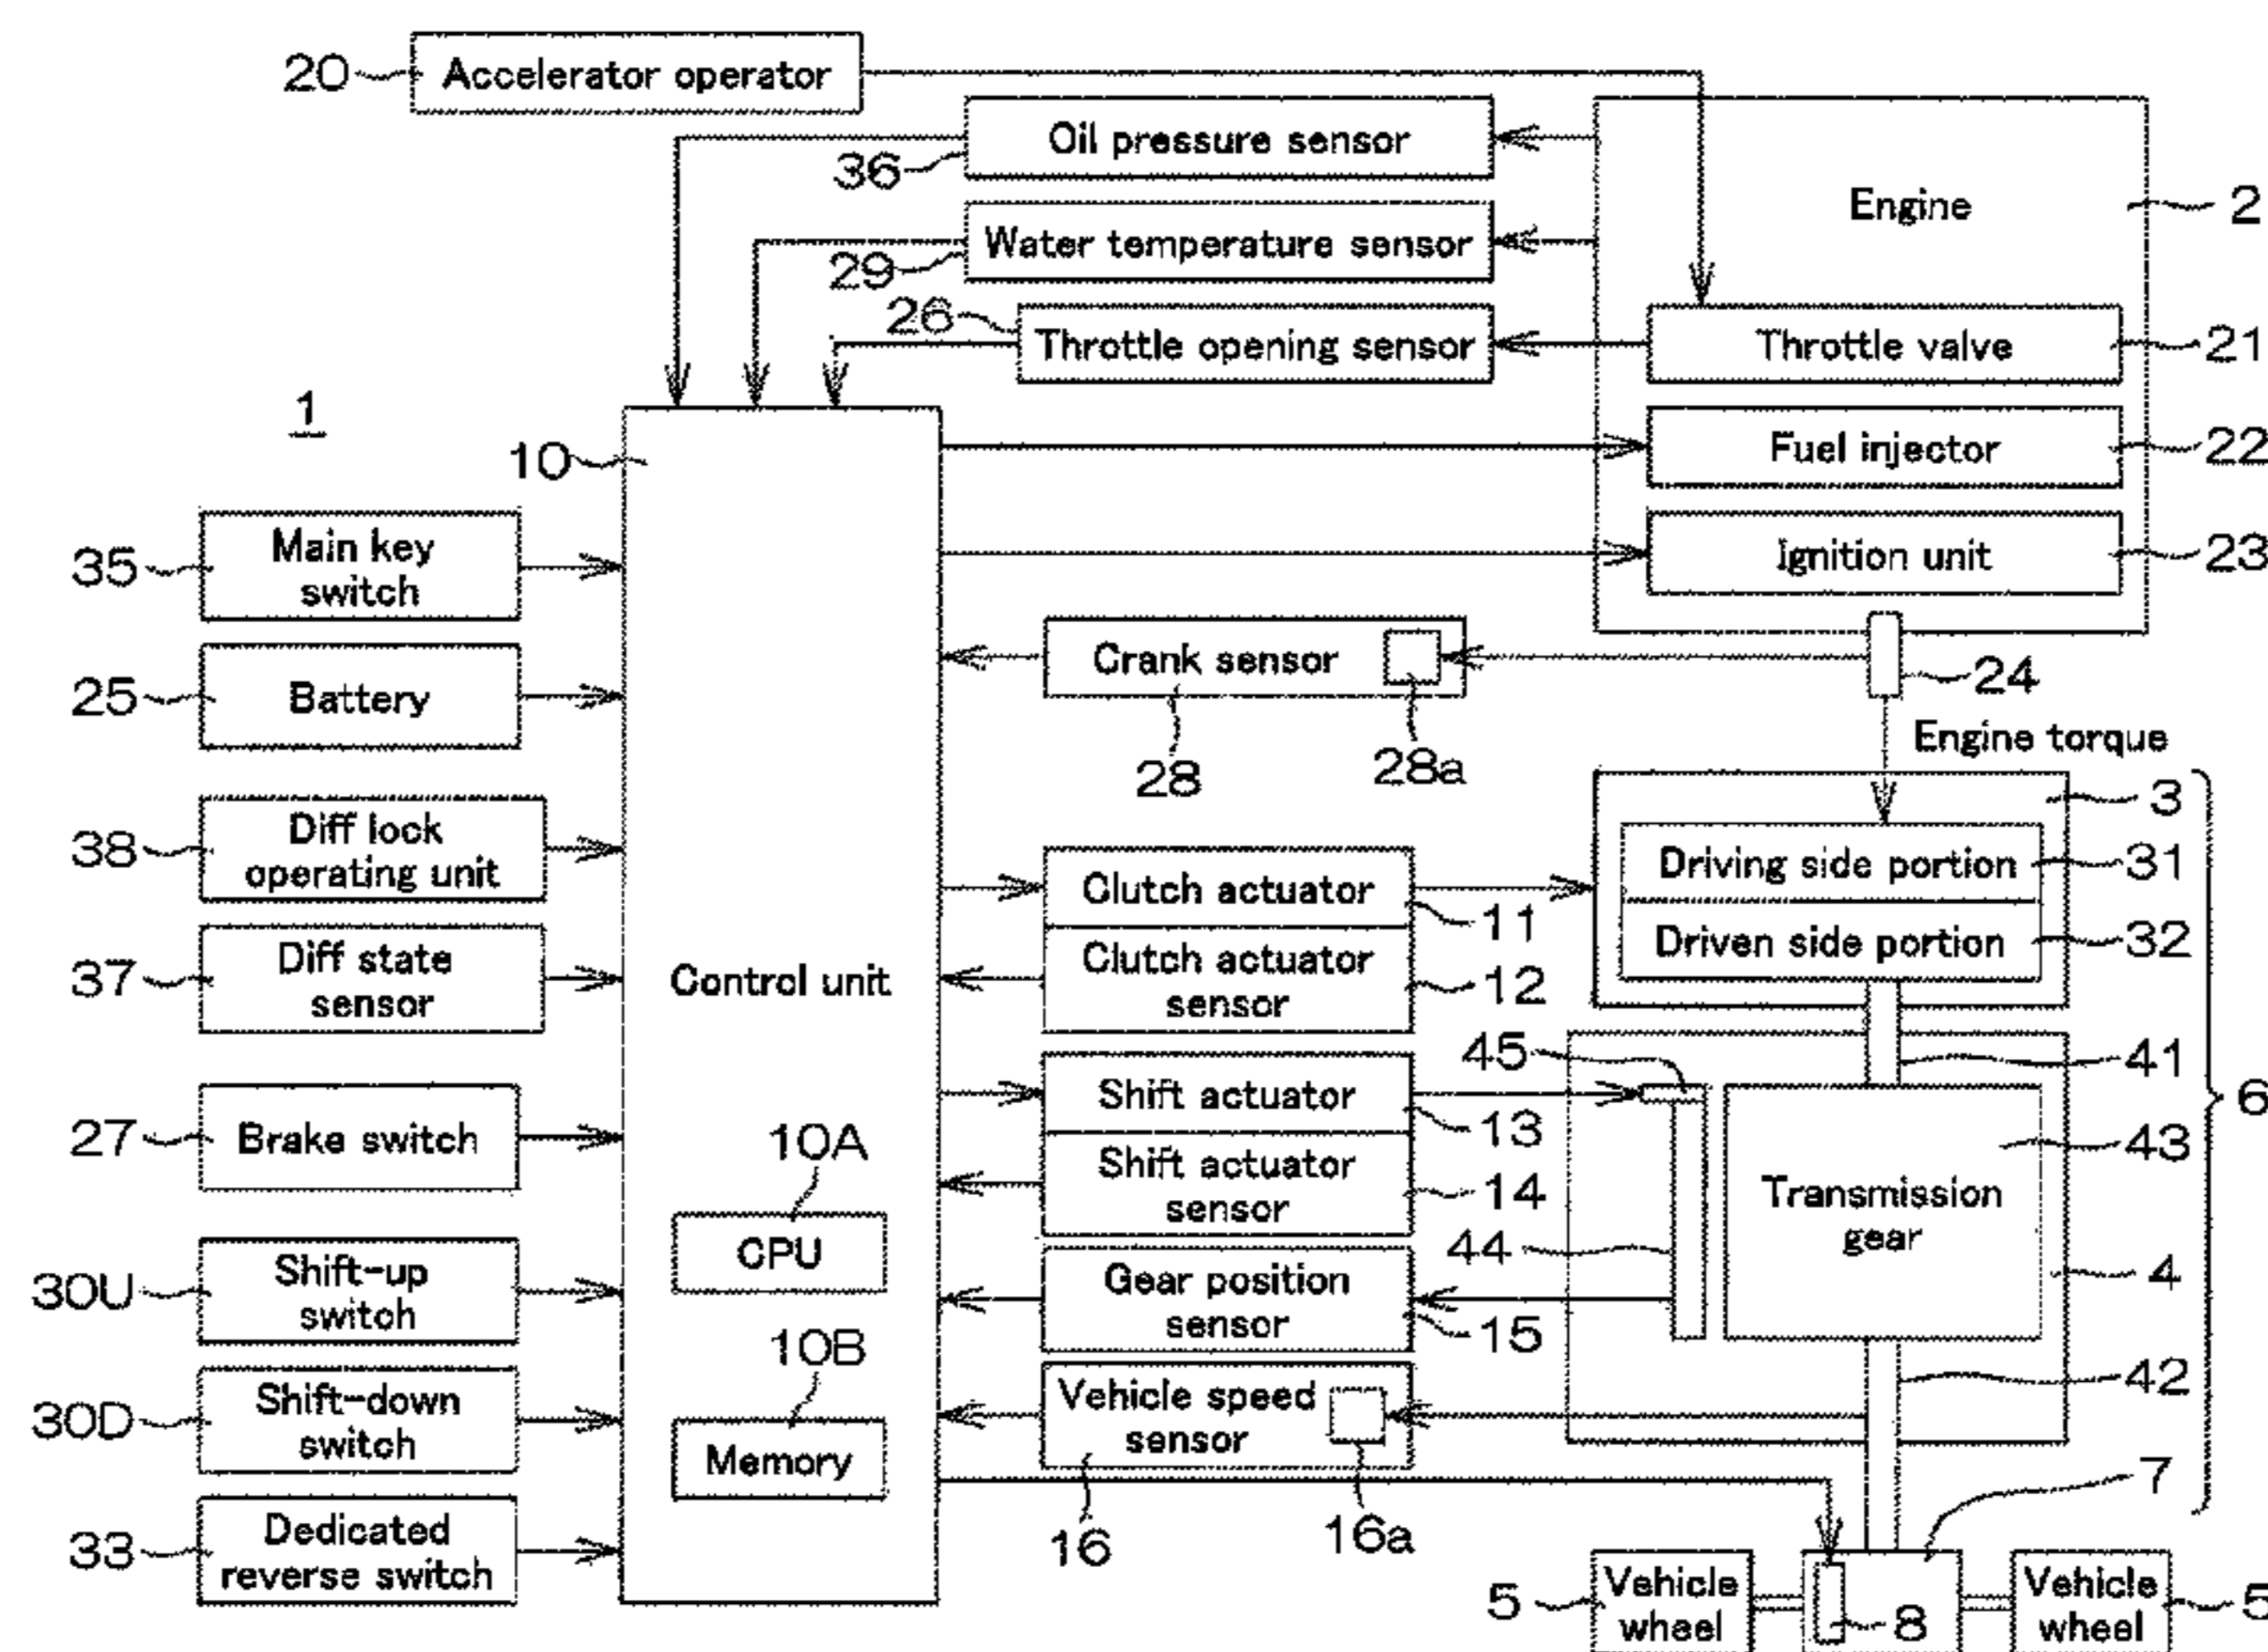 20 Accelerator operator
Oil pressure sensor
36
Engine
2
Water temperature sensor
29
26
Throttle opening sensor
Throttle valve
21
1
10
Fuel injector
22
35
Main key
switch
Ignition unit
23
25
Battery
Crank sensor
24
28
28a
Engine torque
3
38
Diff lock
operating unit
Clutch actuator
11
Driving side portion
31
37
Diff state
sensor
Control unit
Clutch actuator
sensor
12
Driven side portion
32
45
41
6
27
Brake switch
10A
CPU
Shift actuator
13
43
Shift actuator
sensor
14
Transmission
gear
44
4
30U
Shift-up
switch
Gear position
sensor
15
10B
Memory
42
30D
Shift-down
switch
Vehicle speed
sensor
16
16a
7
33
Dedicated
reverse switch
5
Vehicle
wheel
8
Vehicle
wheel
5